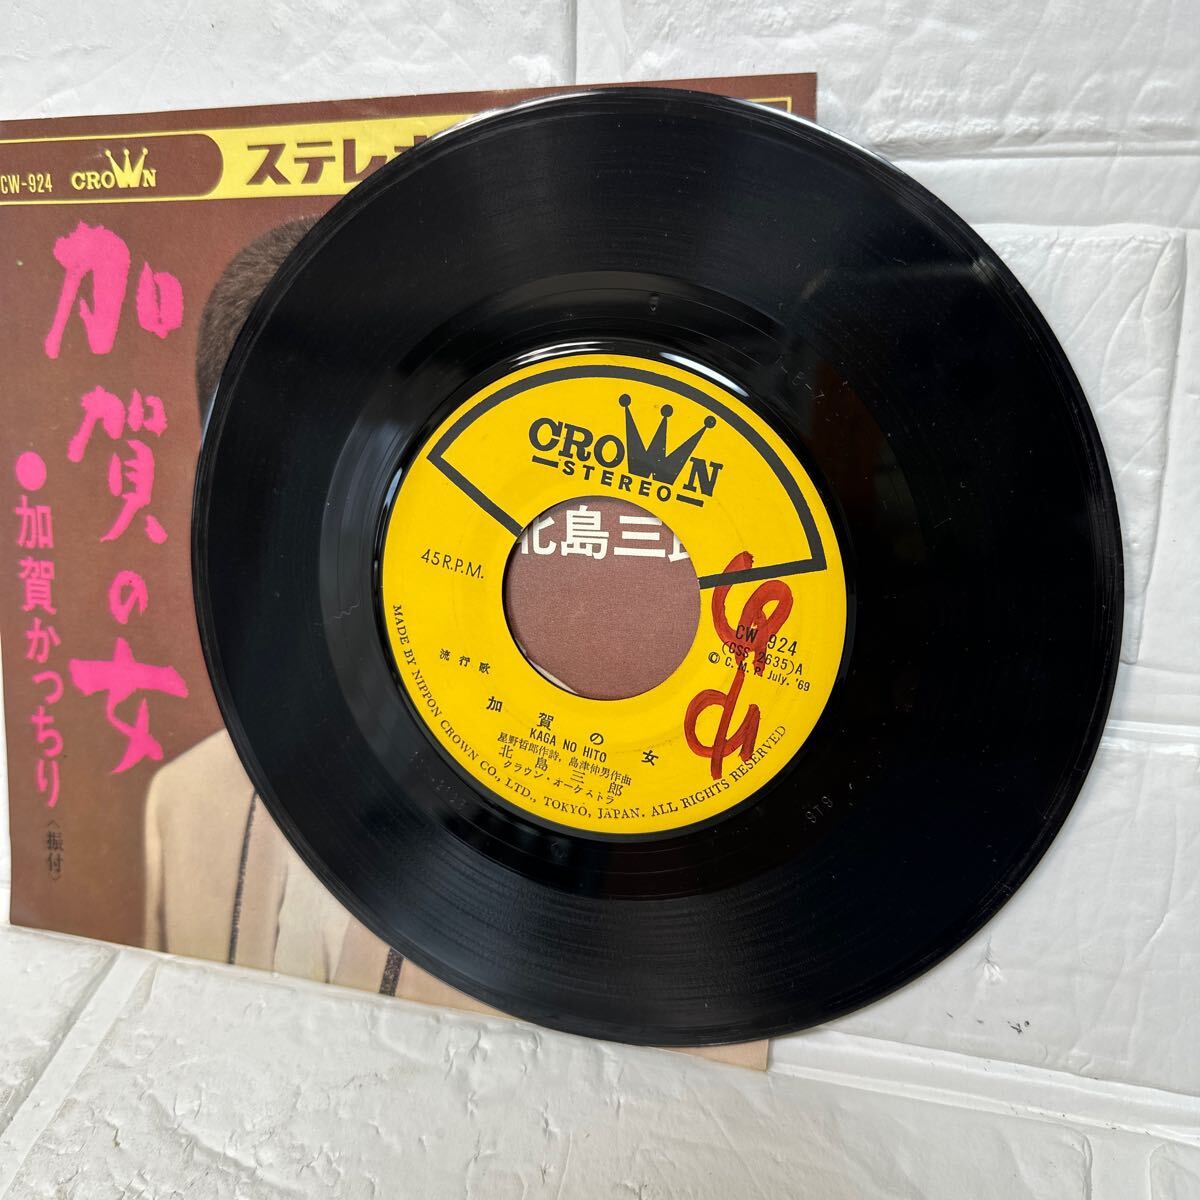 CW-924 CROWN ステレオ
加賀の女
●加賀かっちり
〈振付〉
CROWN
STEREO
北島三郎
45 R.P.M.
CW-924
(CSS 2635)A
Ⓒ C.M.P. July. '69
流行歌
加賀の女
KAGA NO HITO
星野哲郎作詩, 島津伸男作曲
北島三郎
クラウン・オーケストラ
MADE BY NIPPON CROWN CO., LTD., TOKYO, JAPAN. ALL RIGHTS RESERVED